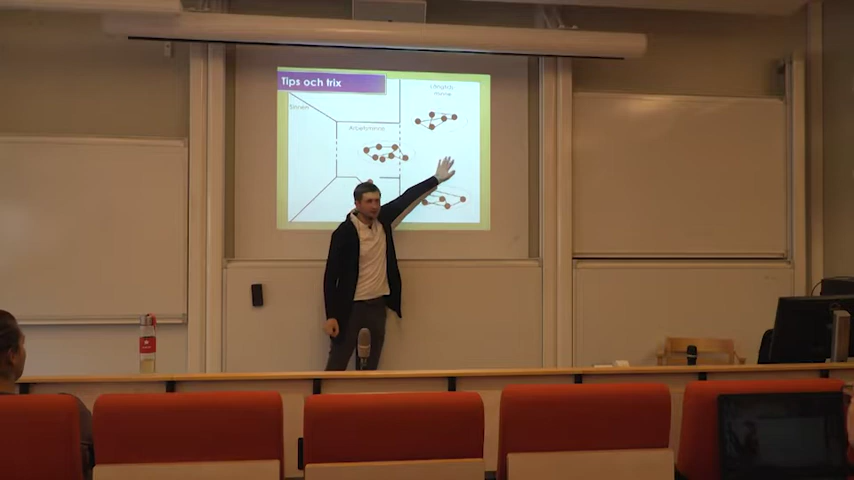 Tips och trix
Sinnen
Arbetsminne
Långtids
minne